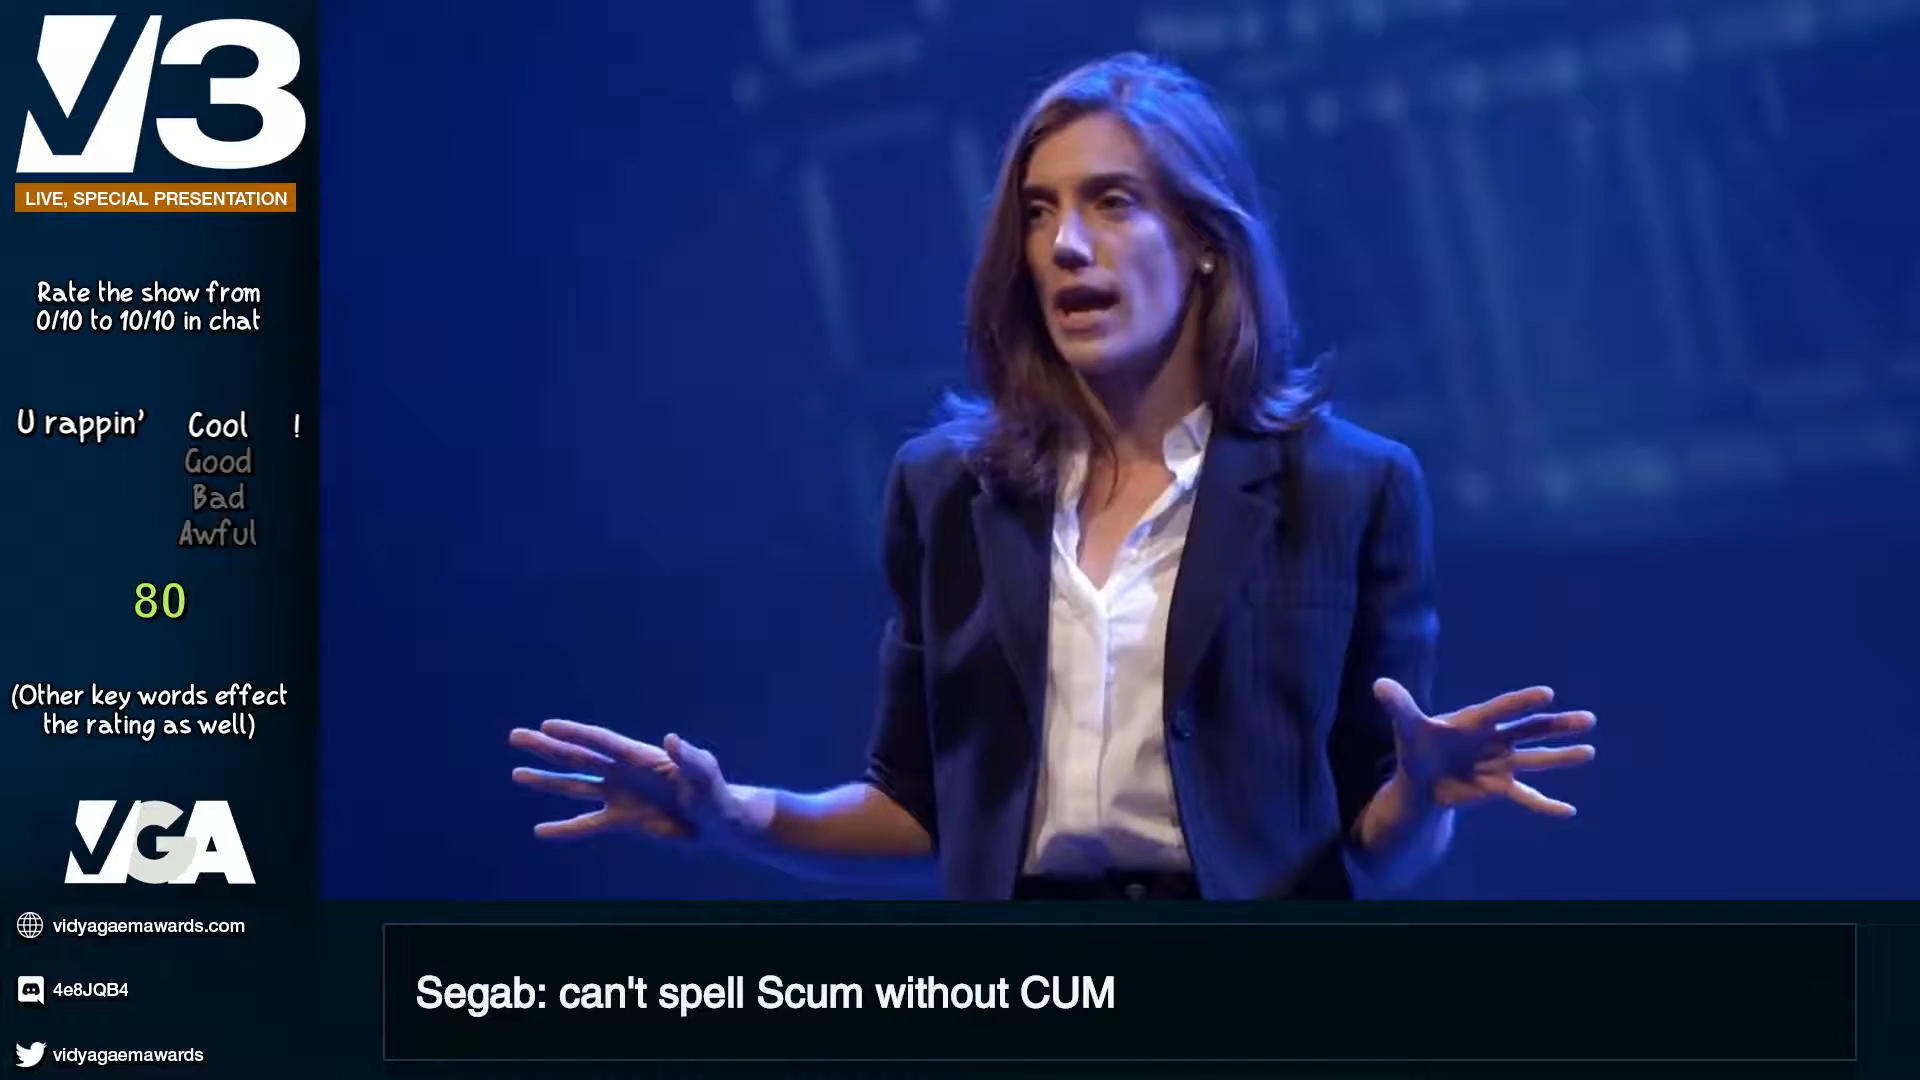 V3
LIVE, SPECIAL PRESENTATION
Rate the show from
0/10 to 10/10 in chat
U rappin' Cool !
Good
Bad
Awful
80
(Other key words effect
the rating as well)
VGA
vidyagaemawards.com
4e8JQB4
vidyagaemawards
Segab: can't spell Scum without CUM